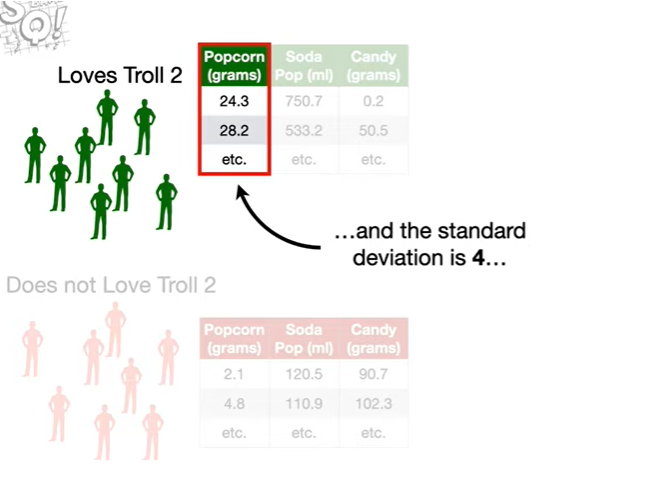 SQ!
Loves Troll 2
Popcorn Soda Candy
(grams) Pop (ml) (grams)
24.3 750.7 0.2
28.2 533.2 50.5
etc. etc. etc.
…and the standard
deviation is 4…
Does not Love Troll 2
Popcorn Soda Candy
(grams) Pop (ml) (grams)
2.1 120.5 90.7
4.8 110.9 102.3
etc. etc. etc.